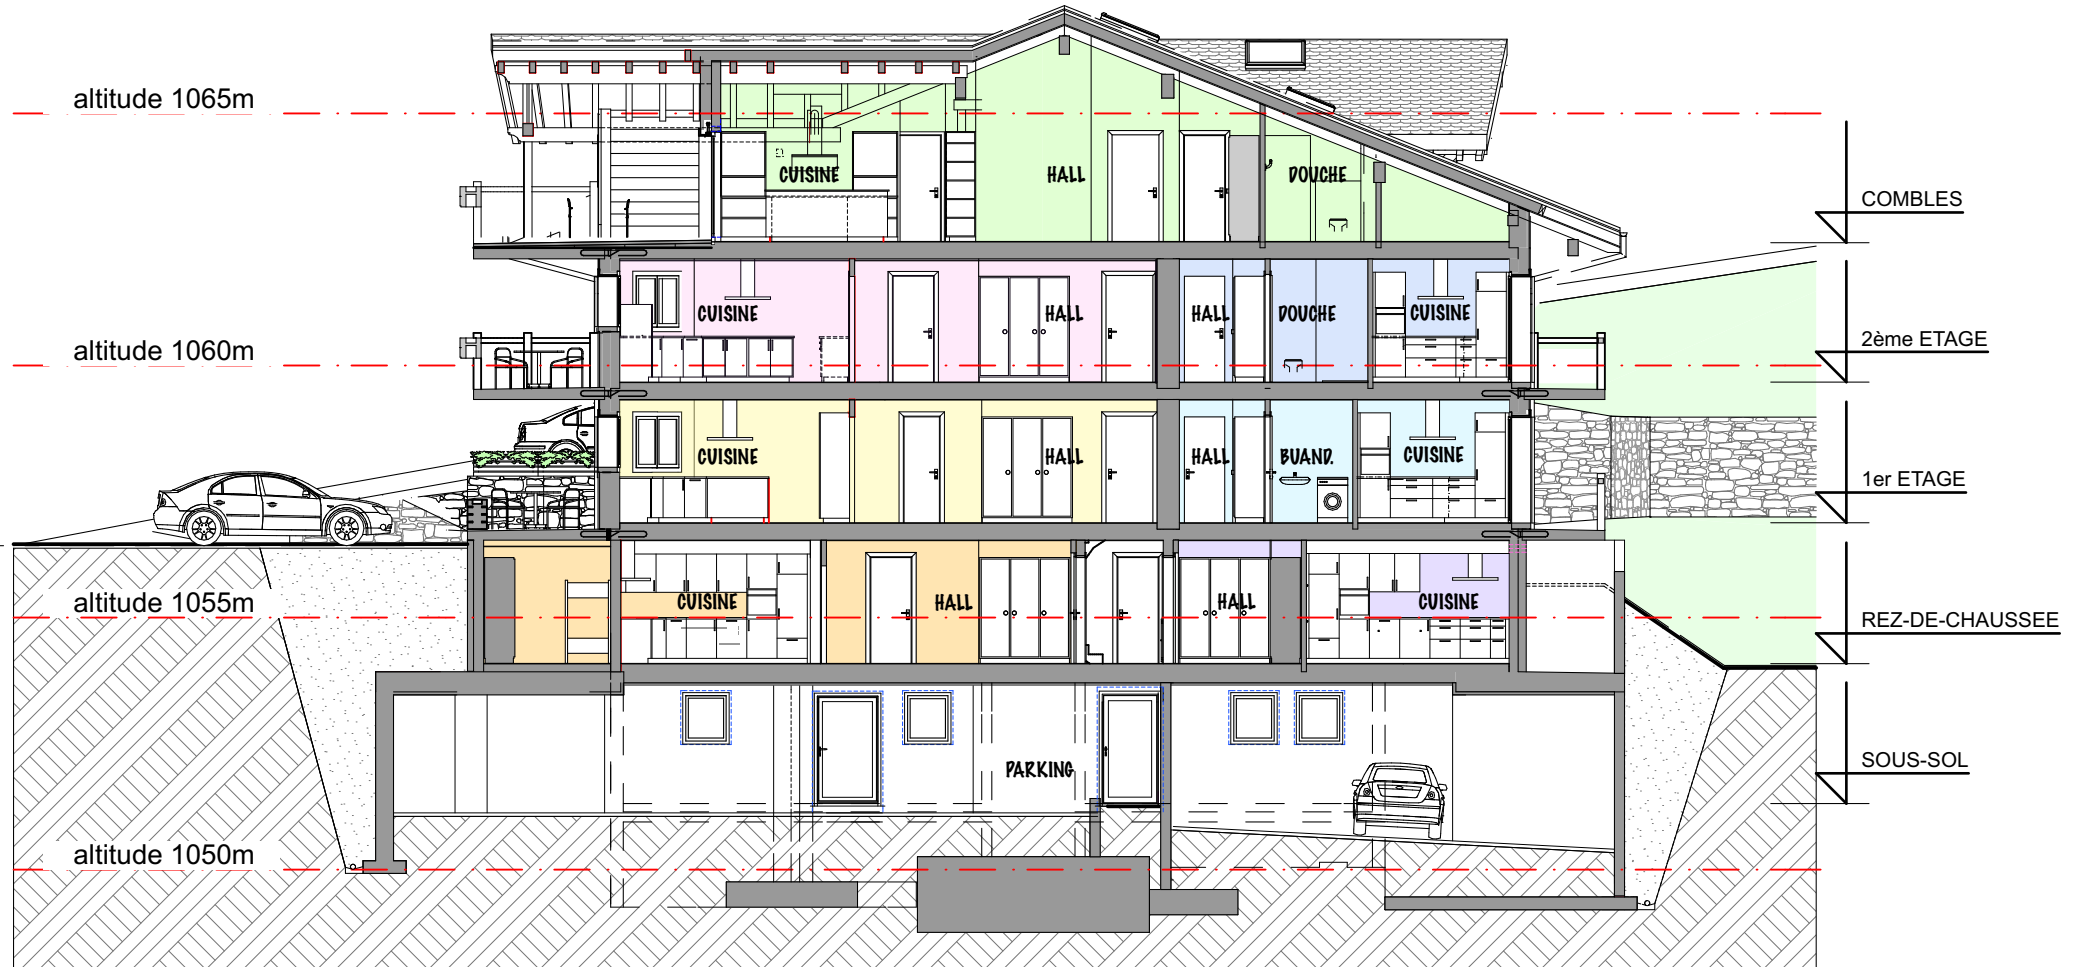 altitude 1065m
CUISINE
HALL
DOUCHE
COMBLES
CUISINE
HALL
HALL
DOUCHE
CUISINE
2ème ETAGE
altitude 1060m
CUISINE
HALL
HALL
BUAND.
CUISINE
1er ETAGE
altitude 1055m
CUISINE
HALL
HALL
CUISINE
REZ-DE-CHAUSSEE
PARKING
SOUS-SOL
altitude 1050m